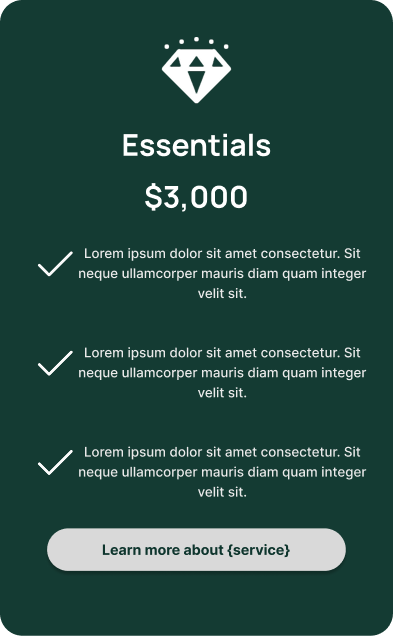 Essentials
$3,000
Lorem ipsum dolor sit amet consectetur. Sit
neque ullamcorper mauris diam quam integer
velit sit.
Lorem ipsum dolor sit amet consectetur. Sit
neque ullamcorper mauris diam quam integer
velit sit.
Lorem ipsum dolor sit amet consectetur. Sit
neque ullamcorper mauris diam quam integer
velit sit.
Learn more about {service}